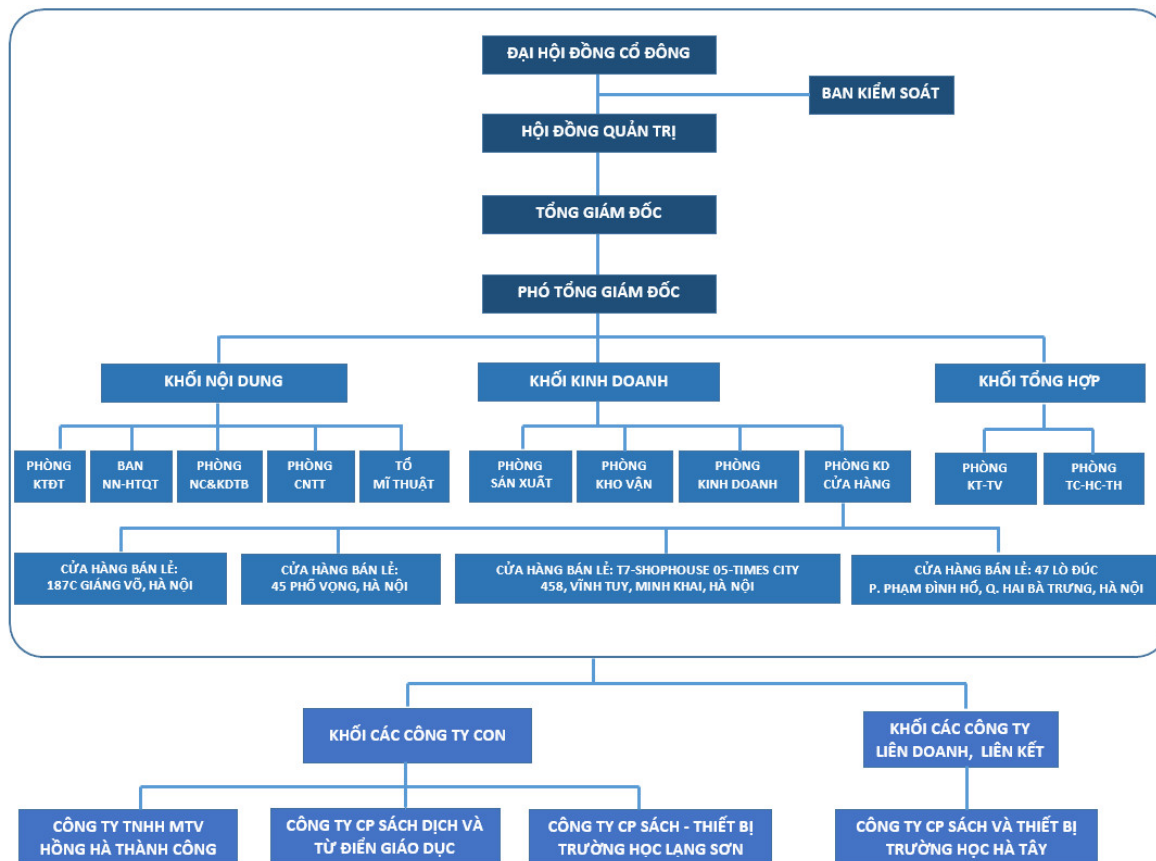 ĐẠI HỘI ĐỒNG CỔ ĐÔNG
BAN KIỂM SOÁT
HỘI ĐỒNG QUẢN TRỊ
TỔNG GIÁM ĐỐC
PHÓ TỔNG GIÁM ĐỐC
KHỐI NỘI DUNG
KHỐI KINH DOANH
KHỐI TỔNG HỢP
PHÒNG
KTĐT
BAN
NN-HTQT
PHÒNG
NC&KDTB
PHÒNG
CNTT
TỔ
MĨ THUẬT
PHÒNG
SẢN XUẤT
PHÒNG
KHO VẬN
PHÒNG
KINH DOANH
PHÒNG KD
CỬA HÀNG
PHÒNG
KT-TV
PHÒNG
TC-HC-TH
CỬA HÀNG BÁN LẺ:
187C GIẢNG VÕ, HÀ NỘI
CỬA HÀNG BÁN LẺ:
45 PHỐ VỌNG, HÀ NỘI
CỬA HÀNG BÁN LẺ: T7-SHOPHOUSE 05-TIMES CITY
458, VĨNH TUY, MINH KHAI, HÀ NỘI
CỬA HÀNG BÁN LẺ: 47 LÒ ĐÚC
P. PHẠM ĐÌNH HỔ, Q. HAI BÀ TRƯNG, HÀ NỘI
KHỐI CÁC CÔNG TY CON
KHỐI CÁC CÔNG TY
LIÊN DOANH, LIÊN KẾT
CÔNG TY TNHH MTV
HỒNG HÀ THÀNH CÔNG
CÔNG TY CP SÁCH DỊCH VÀ
TỪ ĐIỂN GIÁO DỤC
CÔNG TY CP SÁCH - THIẾT BỊ
TRƯỜNG HỌC LẠNG SƠN
CÔNG TY CP SÁCH VÀ THIẾT BỊ
TRƯỜNG HỌC HÀ TÂY